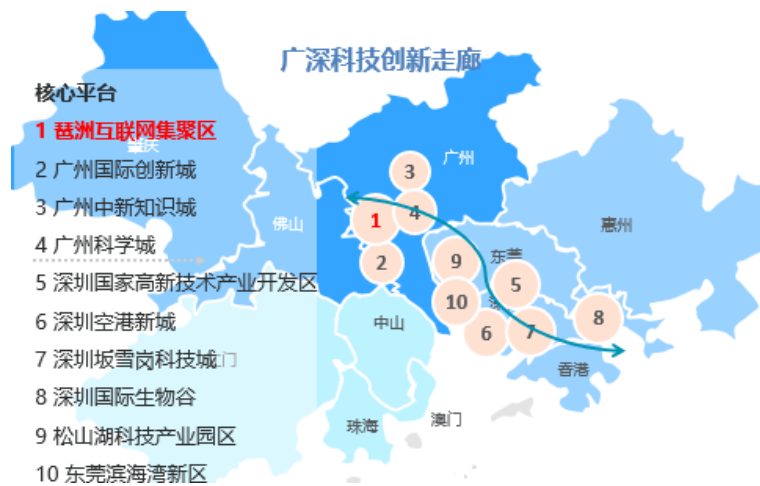 广深科技创新走廊
核心平台
1 琶洲互联网集聚区
肇庆
2 广州国际创新城
3 广州中新知识城
4 广州科学城
5 深圳国家高新技术产业开发区
6 深圳空港新城
7 深圳坂雪岗科技城
8 深圳国际生物谷
9 松山湖科技产业园区
10 东莞滨海湾新区
广州
3
佛山
1
4
惠州
2
9
东莞
5
10
中山
6
7
8
香港
珠海
澳门